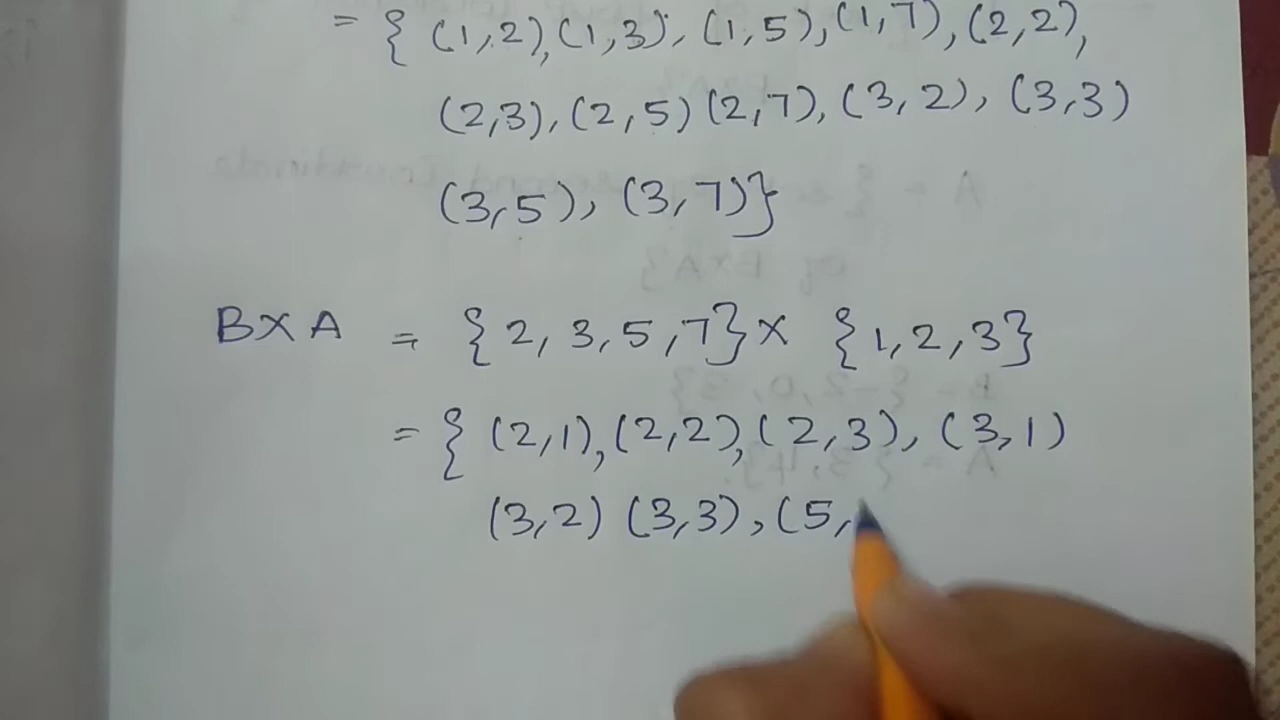 = { (1,2), (1,3), (1,5), (1,7), (2,2),
(2,3), (2,5) (2,7), (3,2), (3,3)
(3,5), (3,7)}
B X A = {2, 3, 5, 7} X {1, 2, 3}
= { (2,1), (2,2), (2,3), (3,1)
(3,2) (3,3), (5,